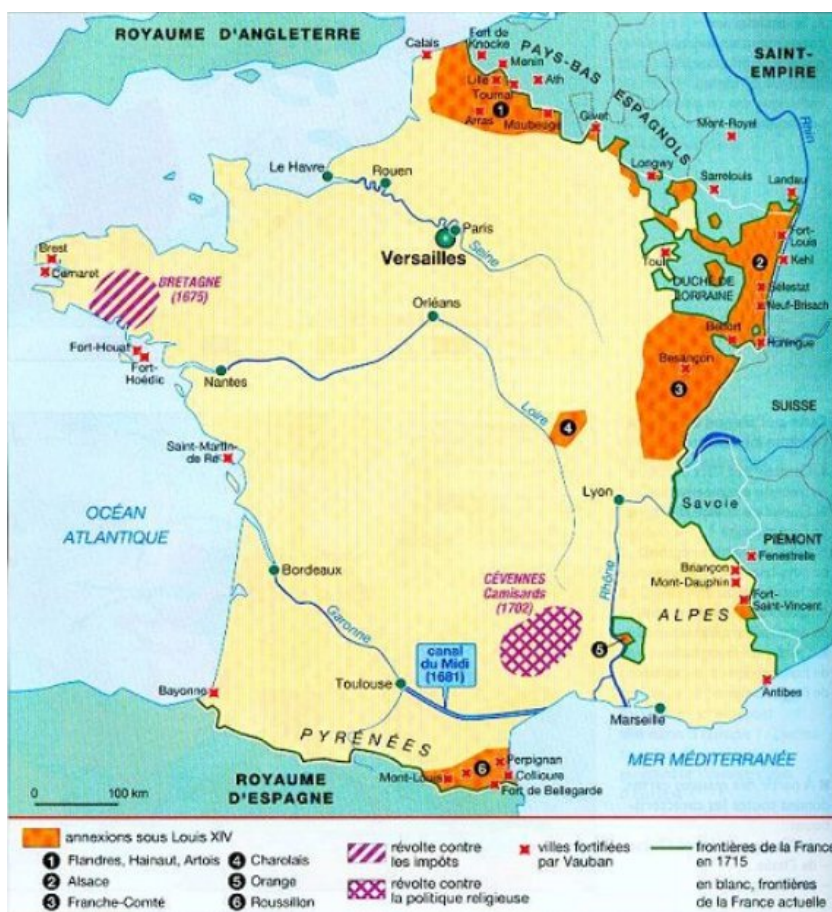 ROYAUME D'ANGLETERRE
Calais
Fort de
Knocke
Menin
PAYS-BAS ESPAGNOLS
SAINT-
EMPIRE
Lille
Ath
Tournai
1
Arras
Maubeuge
Givet
Mont-Royal
Rhin
Longwy
Sarrelouis
Landau
Le Havre
Rouen
Paris
Seine
Versailles
Fort-
Louis
Kehl
Toul
2
DUCHÉ DE
LORRAINE
Sélestat
Neuf-Brisach
Brest
Camaret
BRETAGNE
(1675)
Orléans
Belfort
Huningue
Fort-Houat
Fort-
Hoëdic
Nantes
Besançon
3
SUISSE
Loire
4
Saint-Martin-
de Ré
Lyon
Savoie
OCÉAN
ATLANTIQUE
PIÉMONT
Fenestrelle
Briançon
Mont-Dauphin
Fort-
Saint-Vincent
Bordeaux
CÉVENNES
Camisards
(1702)
Rhône
ALPES
Garonne
5
canal
du Midi
(1681)
Toulouse
Bayonne
Antibes
Marseille
PYRÉNÉES
MER MÉDITERRANÉE
Perpignan
6
Mont-Louis
Collioure
Fort de Bellegarde
ROYAUME
D'ESPAGNE
0 100 km
annexions sous Louis XIV
1 Flandres, Hainaut, Artois
2 Alsace
3 Franche-Comté
4 Charolais
5 Orange
6 Roussillon
révolte contre
les impôts
révolte contre
la politique religieuse
villes fortifiées
par Vauban
frontières de la France
en 1715
en blanc, frontières
de la France actuelle